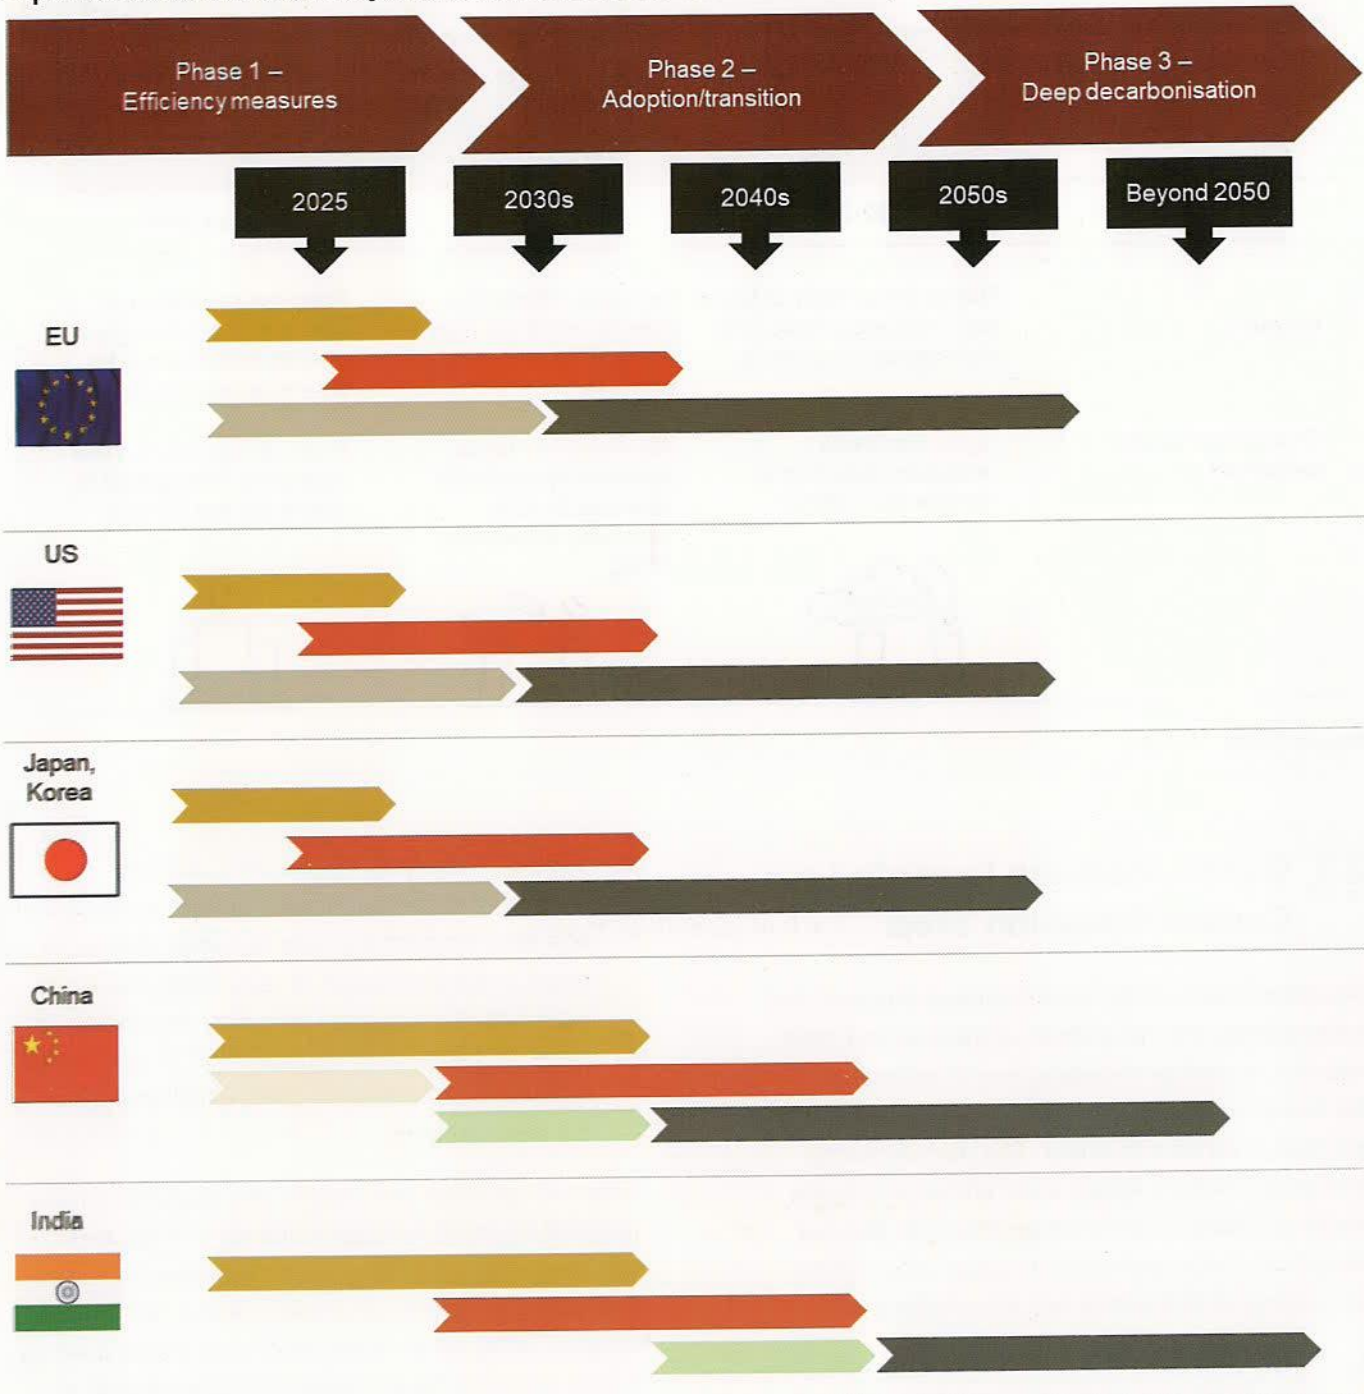 Phase 1 –
Efficiency measures
Phase 2 –
Adoption/transition
Phase 3 –
Deep decarbonisation
2025
2030s
2040s
2050s
Beyond 2050
EU
US
Japan,
Korea
China
India